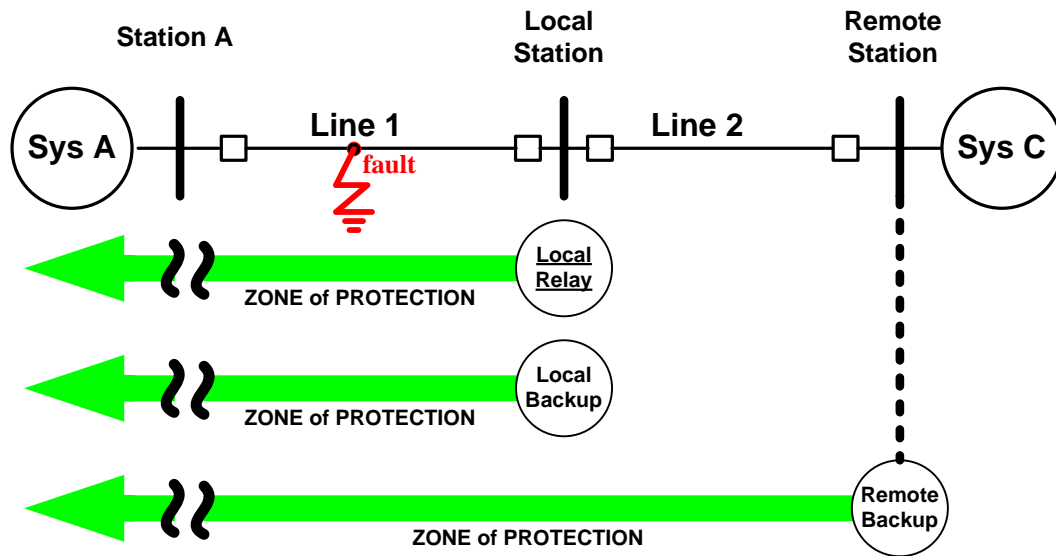 Station A
Local
Station
Remote
Station
Sys A
Line 1
Line 2
Sys C
fault
Local
Relay
ZONE of PROTECTION
Local
Backup
ZONE of PROTECTION
Remote
Backup
ZONE of PROTECTION